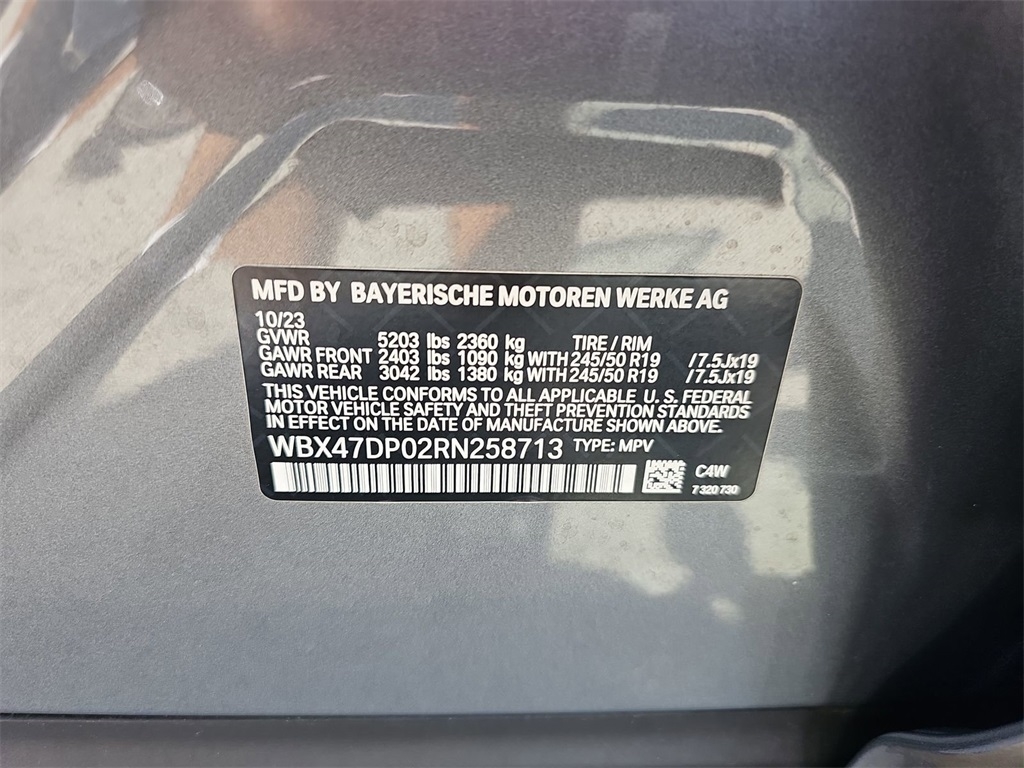 MFD BY BAYERISCHE MOTOREN WERKE AG
10/23
GVWR 5203 lbs 2360 kg TIRE / RIM
GAWR FRONT 2403 lbs 1090 kg WITH 245/50 R19 /7.5Jx19
GAWR REAR 3042 lbs 1380 kg WITH 245/50 R19 /7.5Jx19
THIS VEHICLE CONFORMS TO ALL APPLICABLE U. S. FEDERAL
MOTOR VEHICLE SAFETY AND THEFT PREVENTION STANDARDS
IN EFFECT ON THE DATE OF MANUFACTURE SHOWN ABOVE.
WBX47DP02RN258713 TYPE: MPV
C4W
7 320 730